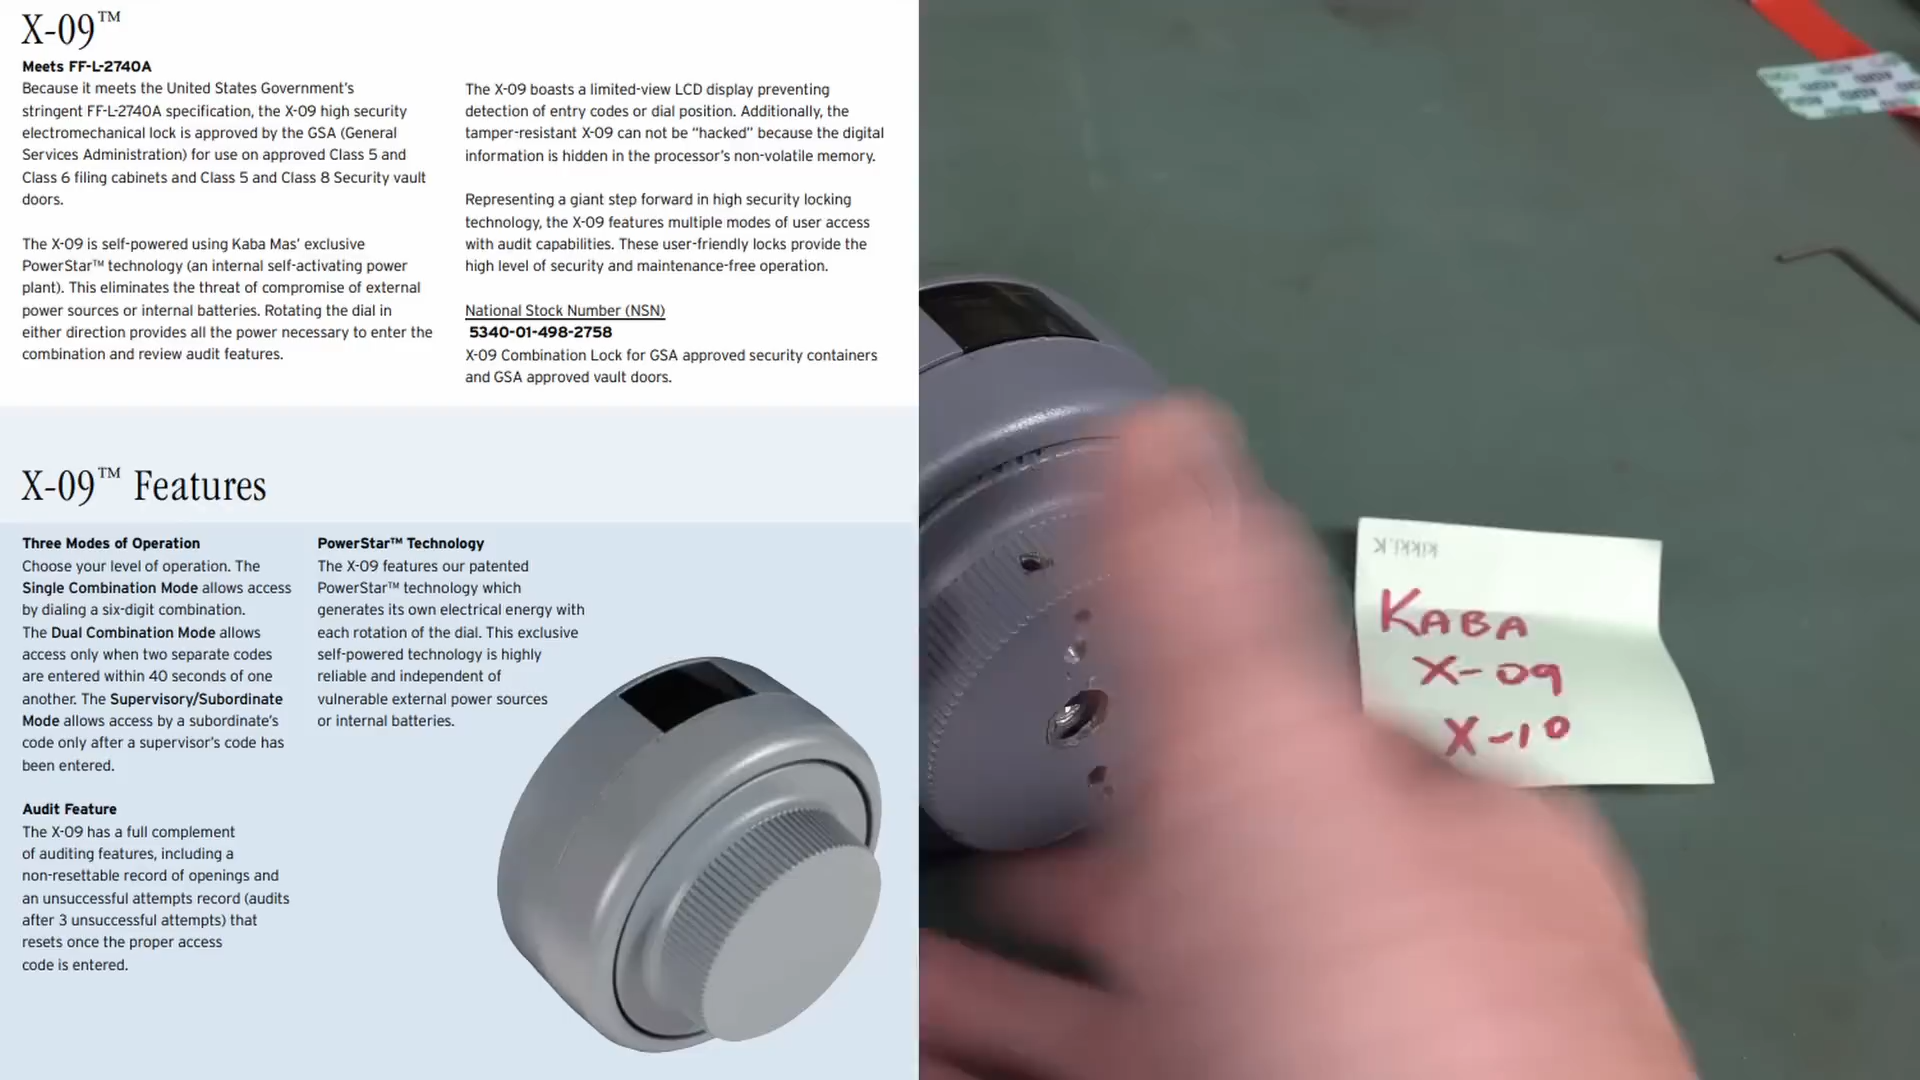 X-09™
Meets FF-L-2740A
Because it meets the United States Government's
stringent FF-L-2740A specification, the X-09 high security
electromechanical lock is approved by the GSA (General
Services Administration) for use on approved Class 5 and
Class 6 filing cabinets and Class 5 and Class 8 Security vault
doors.
The X-09 is self-powered using Kaba Mas' exclusive
PowerStar™ technology (an internal self-activating power
plant). This eliminates the threat of compromise of external
power sources or internal batteries. Rotating the dial in
either direction provides all the power necessary to enter the
combination and review audit features.
The X-09 boasts a limited-view LCD display preventing
detection of entry codes or dial position. Additionally, the
tamper-resistant X-09 can not be "hacked" because the digital
information is hidden in the processor's non-volatile memory.
Representing a giant step forward in high security locking
technology, the X-09 features multiple modes of user access
with audit capabilities. These user-friendly locks provide the
high level of security and maintenance-free operation.
National Stock Number (NSN)
5340-01-498-2758
X-09 Combination Lock for GSA approved security containers
and GSA approved vault doors.
X-09™ Features
Three Modes of Operation
Choose your level of operation. The
Single Combination Mode allows access
by dialing a six-digit combination.
The Dual Combination Mode allows
access only when two separate codes
are entered within 40 seconds of one
another. The Supervisory/Subordinate
Mode allows access by a subordinate's
code only after a supervisor's code has
been entered.
Audit Feature
The X-09 has a full complement
of auditing features, including a
non-resettable record of openings and
an unsuccessful attempts record (audits
after 3 unsuccessful attempts) that
resets once the proper access
code is entered.
PowerStar™ Technology
The X-09 features our patented
PowerStar™ technology which
generates its own electrical energy with
each rotation of the dial. This exclusive
self-powered technology is highly
reliable and independent of
vulnerable external power sources
or internal batteries.
kikki.K
KABA
X-09
X-10